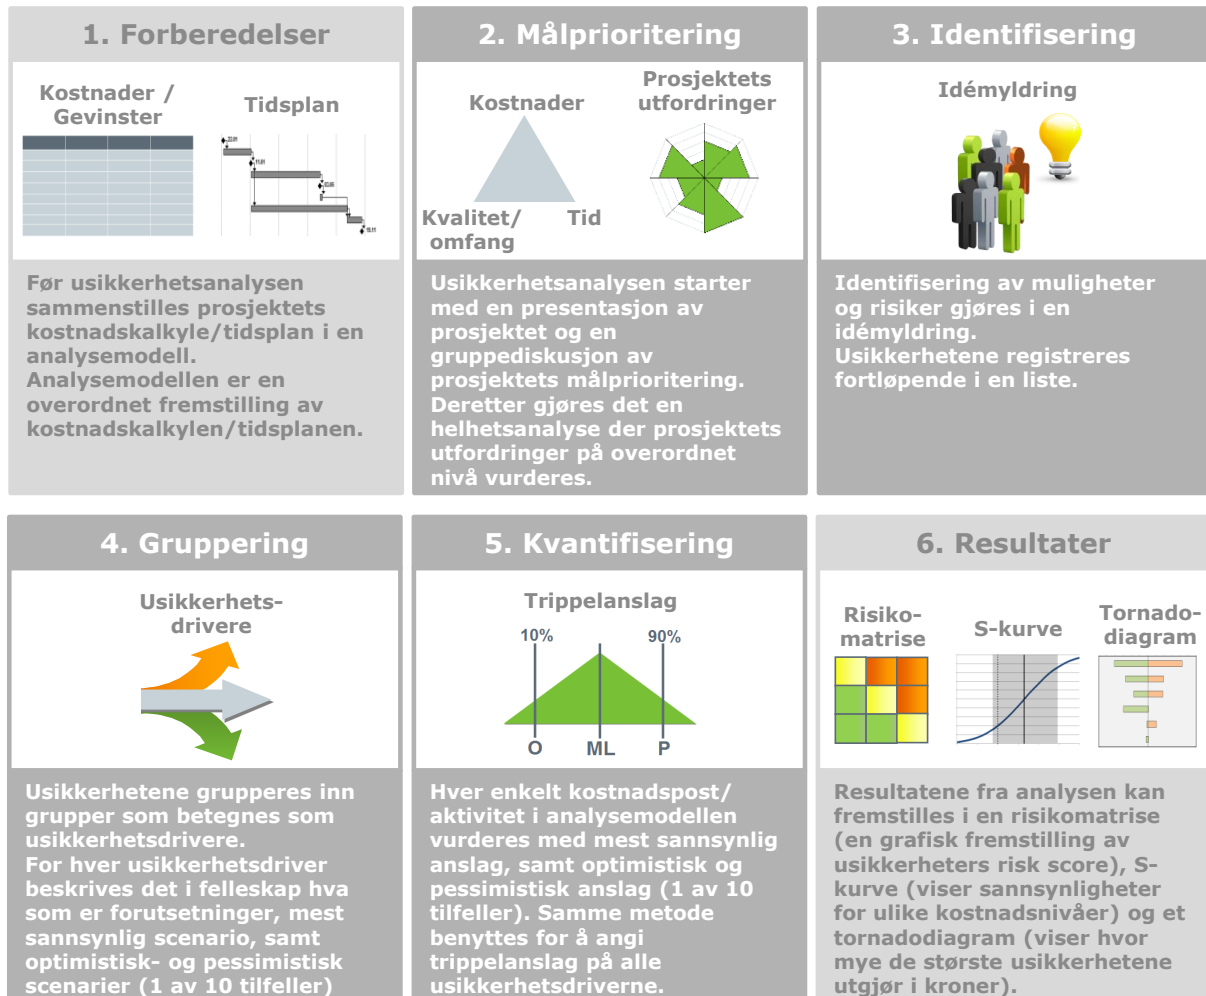 1. Forberedelser
Kostnader /
Gevinster
Tidsplan
Før usikkerhetsanalysen
sammenstilles prosjektets
kostnadskalkyle/tidsplan i en
analysemodell.
Analysemodellen er en
overordnet fremstilling av
kostnadskalkylen/tidsplanen.
2. Målprioritering
Kostnader
Prosjektets
utfordringer
Kvalitet/
omfang
Tid
Usikkerhetsanalysen starter
med en presentasjon av
prosjektet og en
gruppediskusjon av
prosjektets målprioritering.
Deretter gjøres det en
helhetsanalyse der prosjektets
utfordringer på overordnet
nivå vurderes.
3. Identifisering
Idémyldring
Identifisering av muligheter
og risiker gjøres i en
idémyldring.
Usikkerhetene registreres
fortløpende i en liste.
4. Gruppering
Usikkerhets-
drivere
Usikkerhetene grupperes inn
grupper som betegnes som
usikkerhetsdrivere.
For hver usikkerhetsdriver
beskrives det i felleskap hva
som er forutsetninger, mest
sannsynlig scenario, samt
optimistisk- og pessimistisk
scenarier (1 av 10 tilfeller)
5. Kvantifisering
Trippelanslag
10%
90%
O
ML
P
Hver enkelt kostnadspost/
aktivitet i analysemodellen
vurderes med mest sannsynlig
anslag, samt optimistisk og
pessimistisk anslag (1 av 10
tilfeller). Samme metode
benyttes for å angi
trippelanslag på alle
usikkerhetsdriverne.
6. Resultater
Risiko-
matrise
S-kurve
Tornado-
diagram
Resultatene fra analysen kan
fremstilles i en risikomatrise
(en grafisk fremstilling av
usikkerheters risk score), S-
kurve (viser sannsynligheter
for ulike kostnadsnivåer) og et
tornadodiagram (viser hvor
mye de største usikkerhetene
utgjør i kroner).